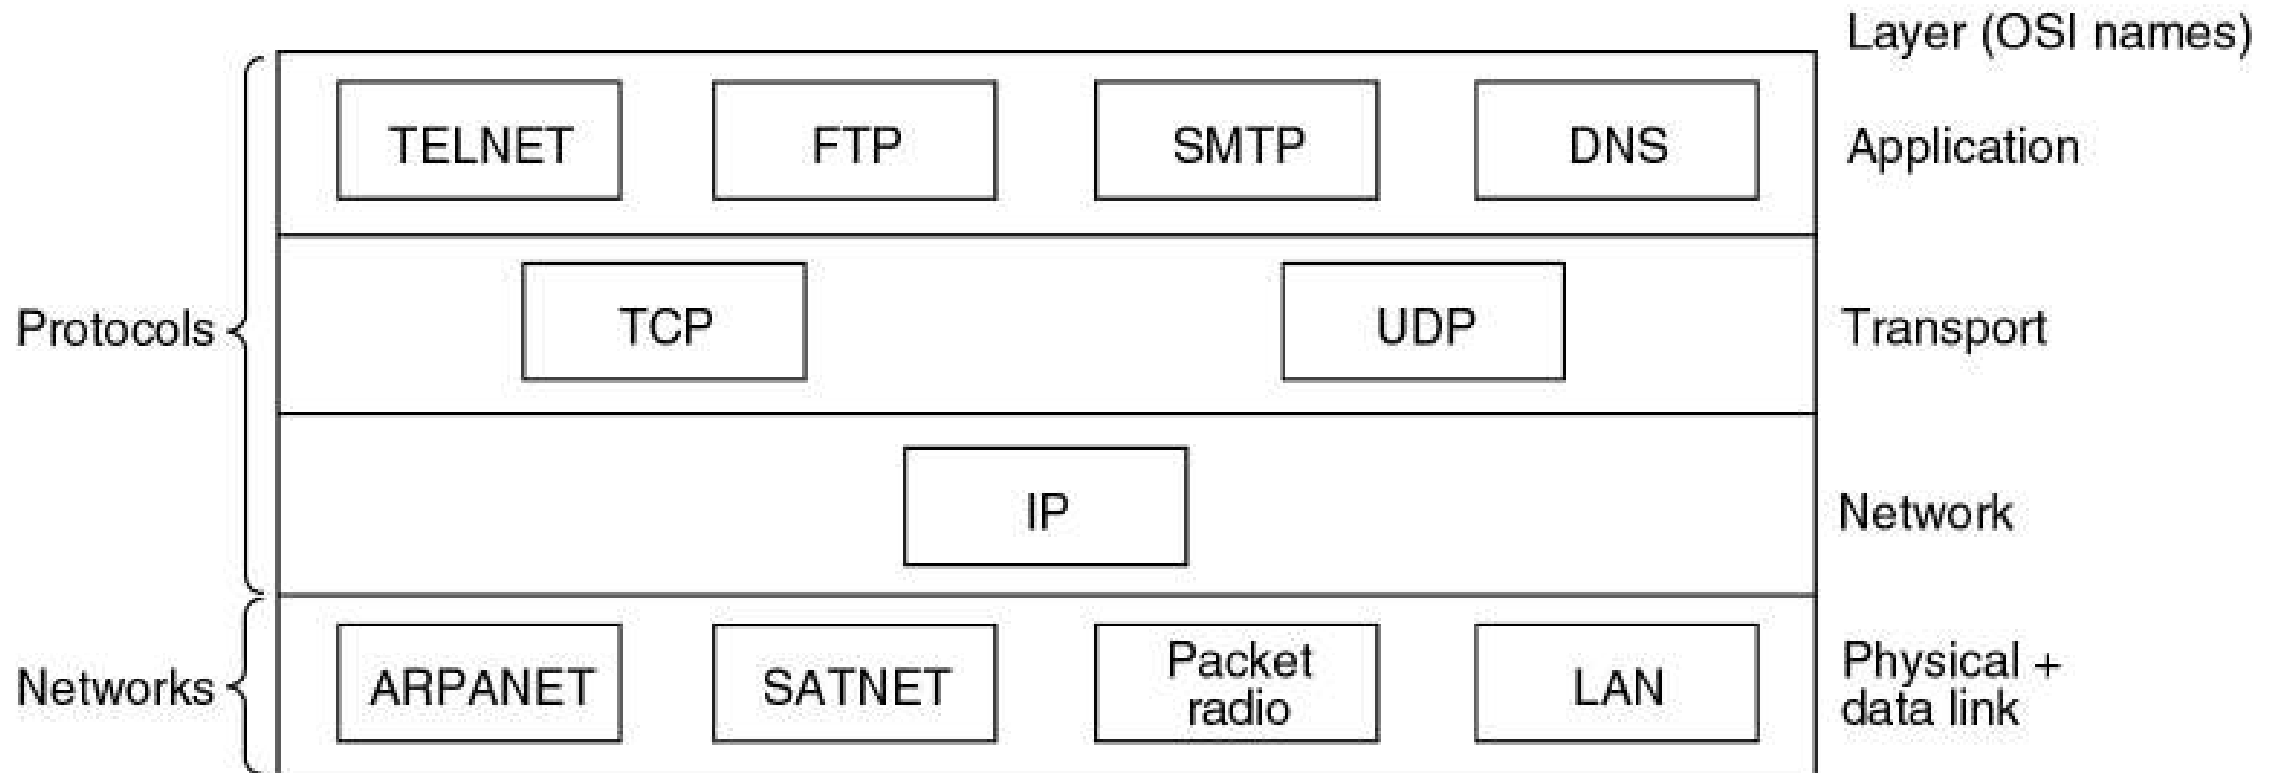 Layer (OSI names)
TELNET FTP SMTP DNS Application
Protocols TCP UDP Transport
IP Network
Networks ARPANET SATNET Packet radio LAN Physical +
data link